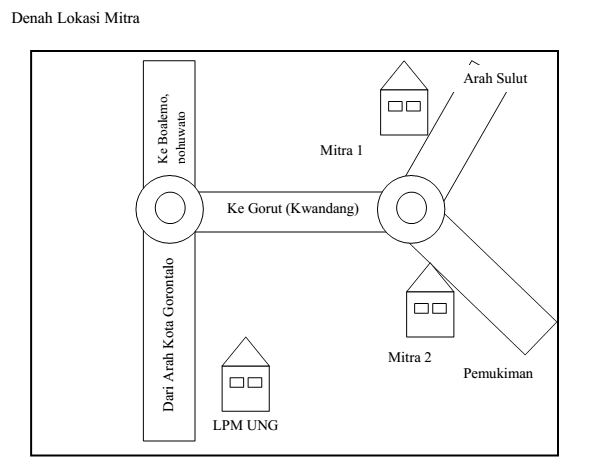 Denah Lokasi Mitra
Arah Sulut
Ke Boalemo,
pohuwato
Mitra 1
Ke Gorut (Kwandang)
Dari Arah Kota Gorontalo
Mitra 2
Pemukiman
LPM UNG